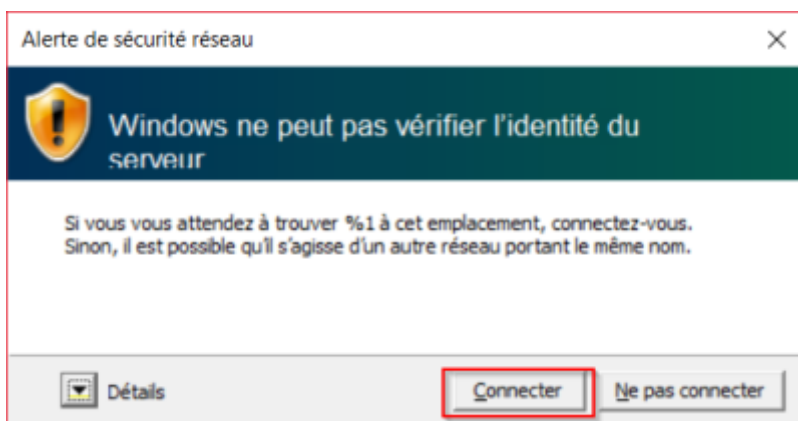 Alerte de sécurité réseau
Windows ne peut pas vérifier l'identité du
serveur
Si vous vous attendez à trouver %1 à cet emplacement, connectez-vous.
Sinon, il est possible qu'il s'agisse d'un autre réseau portant le même nom.
Détails
Connecter
Ne pas connecter